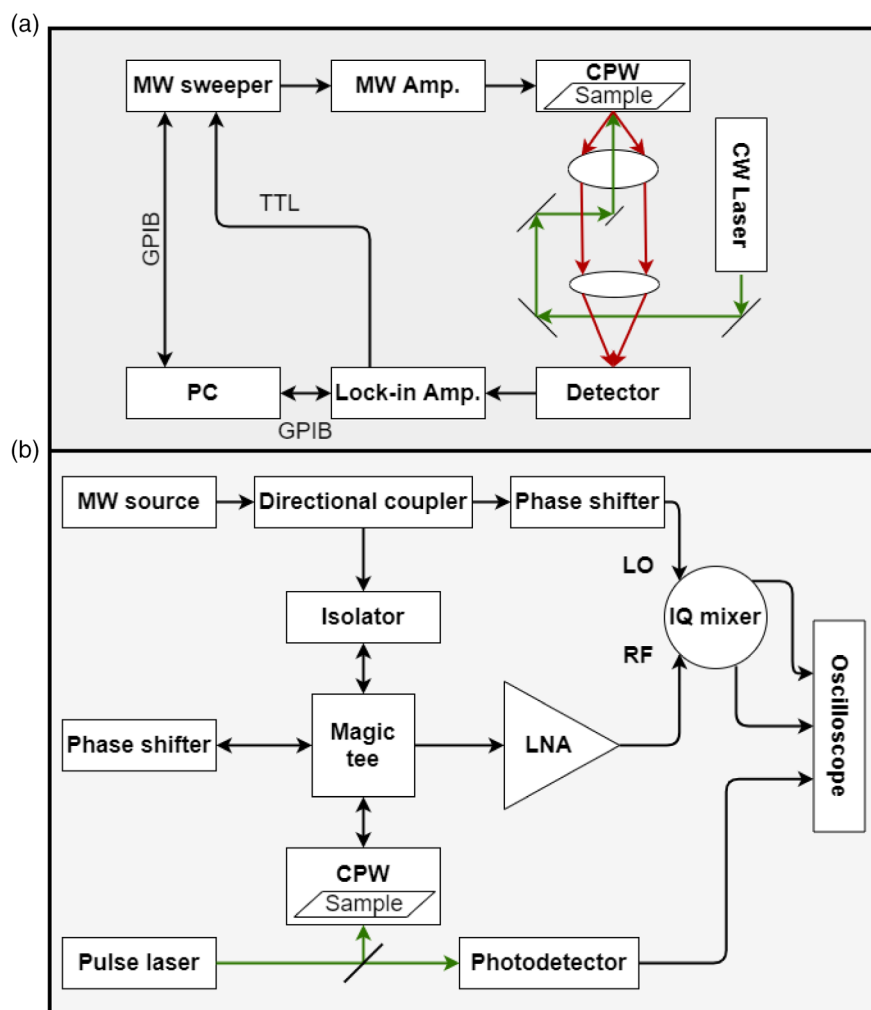 (a)
MW sweeper
MW Amp.
CPW
Sample
CW Laser
TTL
GPIB
PC
Lock-in Amp.
Detector
GPIB
(b)
MW source
Directional coupler
Phase shifter
LO
Isolator
IQ mixer
RF
Oscilloscope
Phase shifter
Magic
tee
LNA
CPW
Sample
Pulse laser
Photodetector